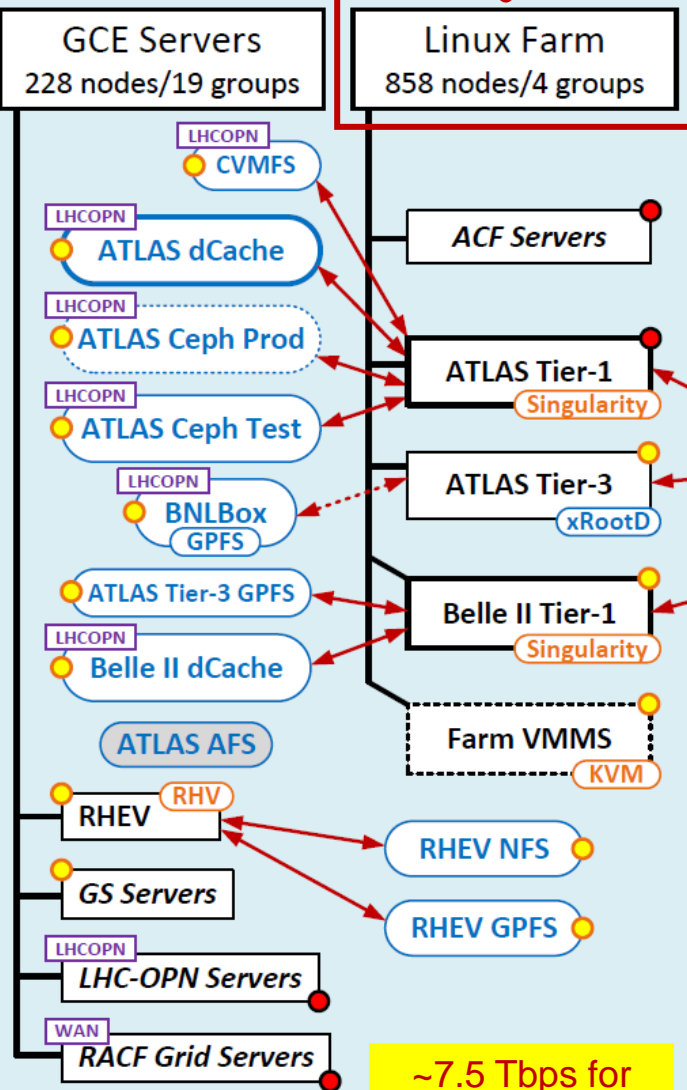 GCE Servers
228 nodes/19 groups
Linux Farm
858 nodes/4 groups
LHCOPN
CVMFS
LHCOPN
ATLAS dCache
LHCOPN
ATLAS Ceph Prod
LHCOPN
ATLAS Ceph Test
LHCOPN
BNLBox
GPFS
ATLAS Tier-3 GPFS
LHCOPN
Belle II dCache
ATLAS AFS
RHV
RHEV
GS Servers
LHCOPN
LHC-OPN Servers
WAN
RACF Grid Servers
ACF Servers
ATLAS Tier-1
Singularity
ATLAS Tier-3
xRootD
Belle II Tier-1
Singularity
Farm VMMS
KVM
RHEV NFS
RHEV GPFS
~7.5 Tbps for